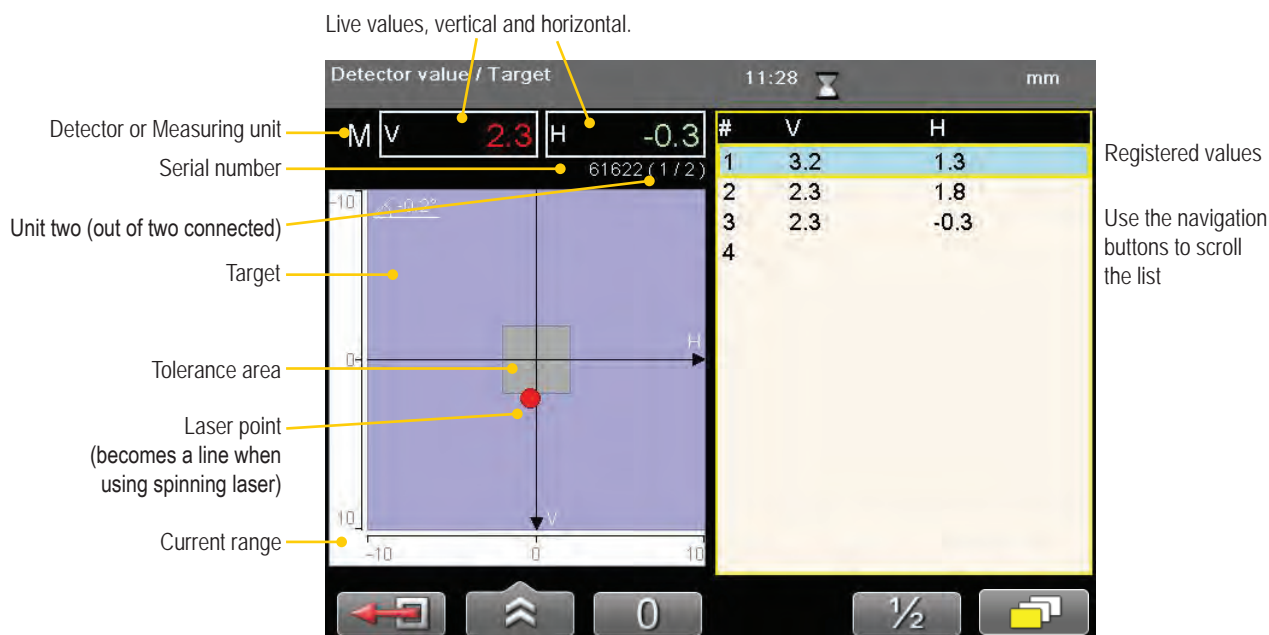 Live values, vertical and horizontal.
Detector value / Target 11:28 mm
Detector or Measuring unit
M V 2.3 H -0.3
# V H
Serial number
61622 (1/2)
1 3.2 1.3
Registered values
Unit two (out of two connected)
-10 -0.2°
2 2.3 1.8
3 2.3 -0.3
4
Use the navigation
buttons to scroll
the list
Target
H
0
Tolerance area
Laser point
(becomes a line when
using spinning laser)
10
V
Current range
-10 0 10
0
½